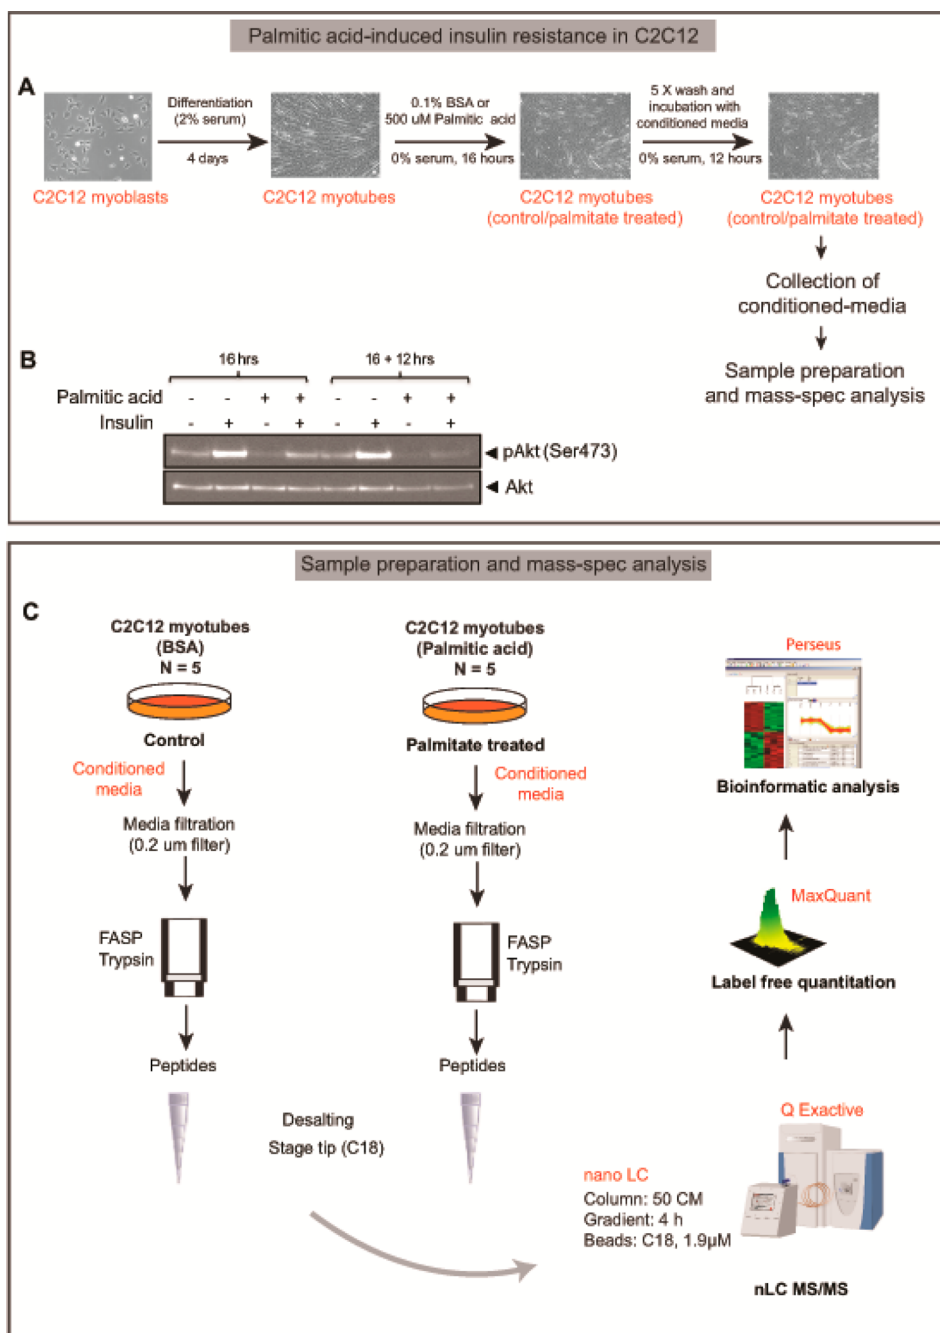 Palmitic acid-induced insulin resistance in C2C12
A
Differentiation
(2% serum)
4 days
0.1% BSA or
500 uM Palmitic acid
0% serum, 16 hours
5 X wash and
incubation with
conditioned media
0% serum, 12 hours
C2C12 myoblasts
C2C12 myotubes
C2C12 myotubes
(control/palmitate treated)
C2C12 myotubes
(control/palmitate treated)
Collection of
conditioned-media
Sample preparation
and mass-spec analysis
B
16 hrs
16 + 12 hrs
Palmitic acid - - + + - - + +
Insulin - + - + - + - +
pAkt (Ser473)
Akt
Sample preparation and mass-spec analysis
C
C2C12 myotubes
(BSA)
N = 5
Control
Conditioned
media
Media filtration
(0.2 um filter)
FASP
Trypsin
Peptides
C2C12 myotubes
(Palmitic acid)
N = 5
Palmitate treated
Conditioned
media
Media filtration
(0.2 um filter)
FASP
Trypsin
Peptides
Desalting
Stage tip (C18)
Perseus
Bioinformatic analysis
MaxQuant
Label free quantitation
Q Exactive
nano LC
Column: 50 CM
Gradient: 4 h
Beads: C18, 1.9µM
nLC MS/MS